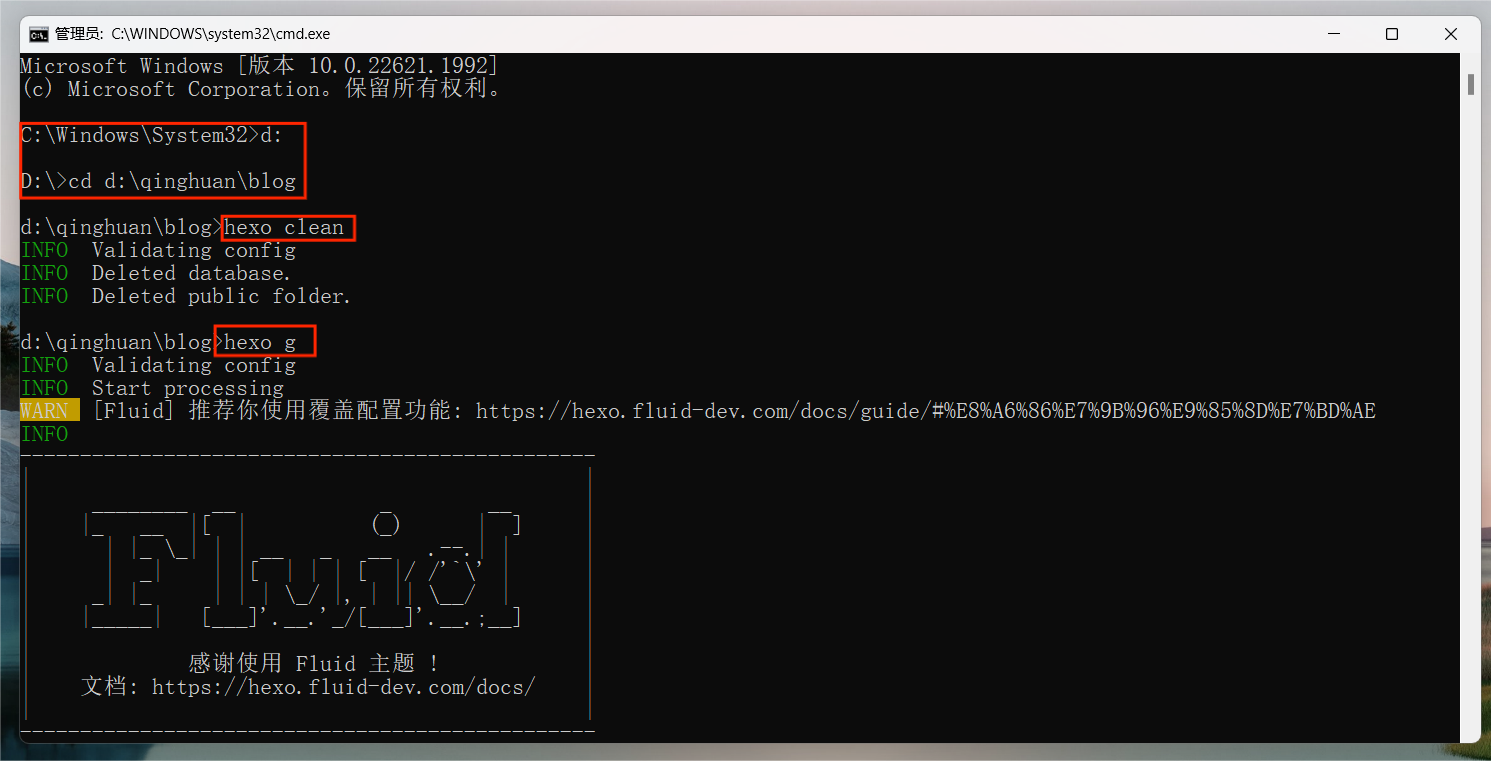 管理员: C:\WINDOWS\system32\cmd.exe
Microsoft Windows [版本 10.0.22621.1992]
(c) Microsoft Corporation。保留所有权利。
C:\Windows\System32>d:
D:\>cd d:\qinghuan\blog
d:\qinghuan\blog>hexo clean
INFO  Validating config
INFO  Deleted database.
INFO  Deleted public folder.
d:\qinghuan\blog>hexo g
INFO  Validating config
INFO  Start processing
WARN  [Fluid] 推荐你使用覆盖配置功能: https://hexo.fluid-dev.com/docs/guide/#%E8%A6%86%E7%9B%96%E9%85%8D%E7%BD%AE
INFO
Fluid
感谢使用 Fluid 主题 !
文档: https://hexo.fluid-dev.com/docs/